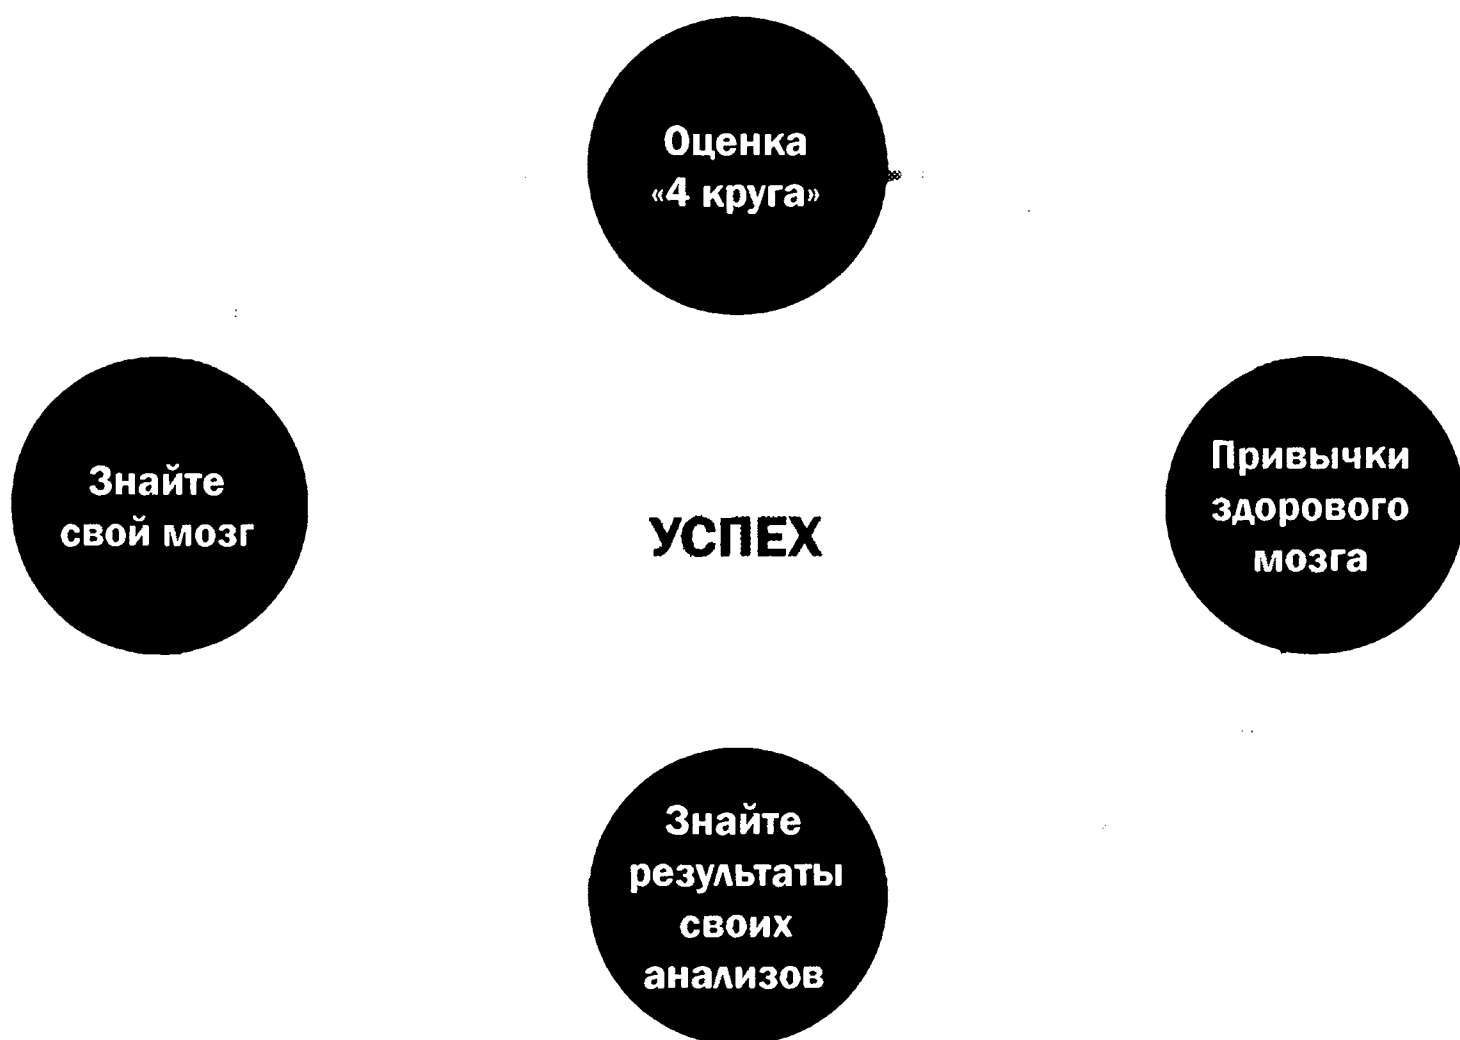 Оценка
«4 круга»
Знайте
свой мозг
УСПЕХ
Привычки
здорового
мозга
Знайте
результаты
своих
анализов